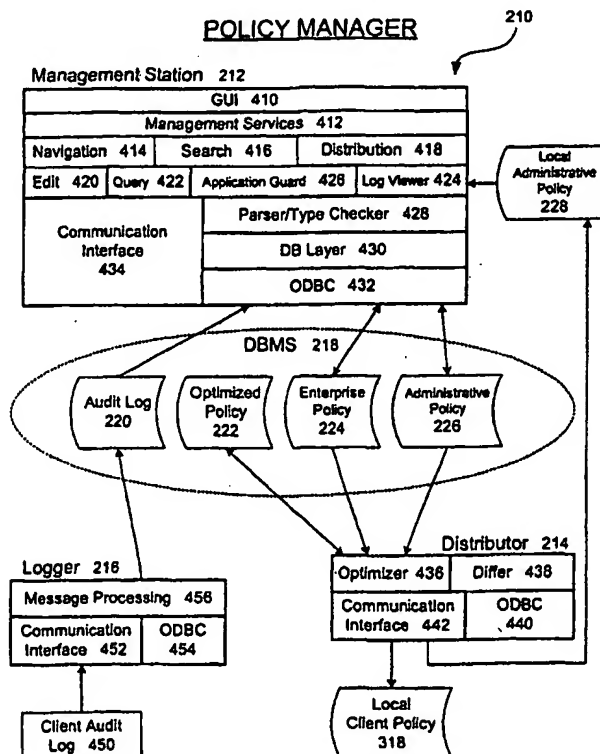 POLICY MANAGER
210
Management Station 212
GUI 410
Management Services 412
Navigation 414
Search 416
Distribution 418
Edit 420
Query 422
Application Guard 426
Log Viewer 424
Local
Administrative
Policy
228
Communication
Interface
434
Parser/Type Checker 428
DB Layer 430
ODBC 432
DBMS 218
Audit Log
220
Optimized
Policy
222
Enterprise
Policy
224
Administrative
Policy
226
Logger 216
Message Processing 456
Communication
Interface 452
ODBC
454
Client Audit
Log 450
Distributor 214
Optimizer 436
Differ 438
Communication
Interface 442
ODBC
440
Local
Client Policy
318